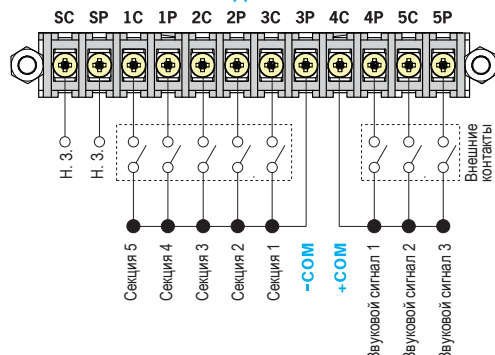 SC SP 1C 1P 2C 2P 3C 3P 4C 4P 5C 5P
Н. З.
Н. З.
Внешние
контакты
Секция 5
Секция 4
Секция 3
Секция 2
Секция 1
-COM
+COM
Звуковой сигнал 1
Звуковой сигнал 2
Звуковой сигнал 3